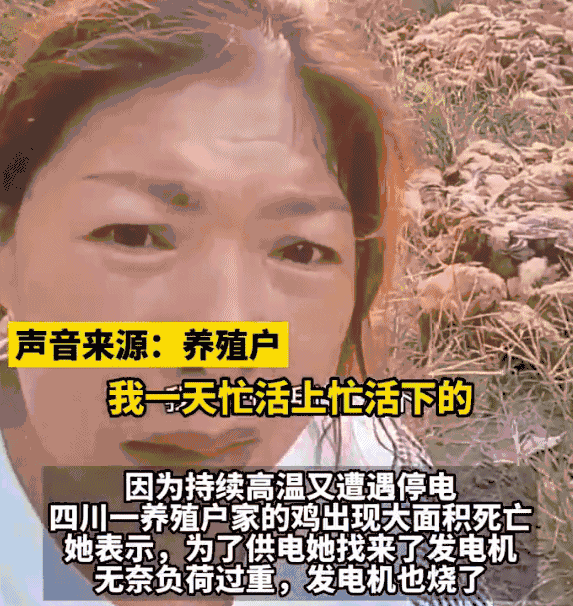 声音来源：养殖户
我一天忙活上忙活下的
因为持续高温又遭遇停电
四川一养殖户家的鸡出现大面积死亡
她表示，为了供电她找来了发电机
无奈负荷过重，发电机也烧了